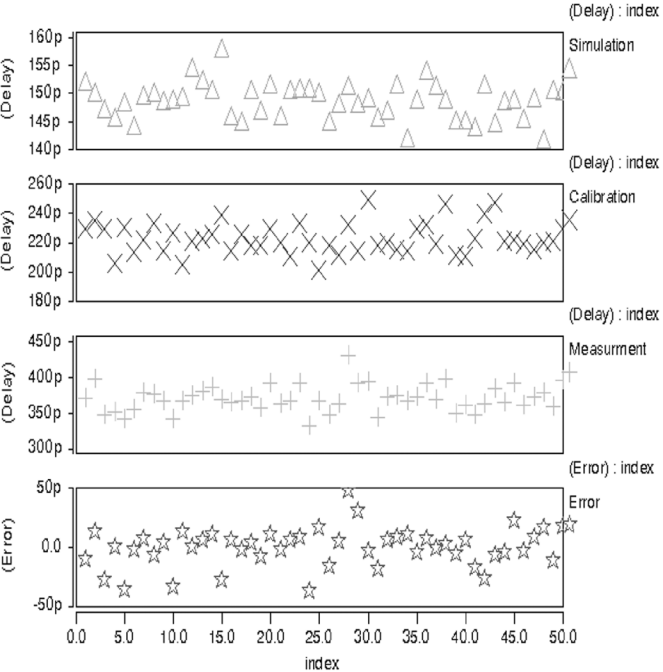 (Delay) : index
160p
155p
150p
145p
140p
(Delay)
Simulation
(Delay) : index
260p
240p
220p
200p
180p
(Delay)
Calibration
(Delay) : index
450p
400p
350p
300p
(Delay)
Measurment
(Error) : index
50p
0.0
-50p
(Error)
Error
0.0 5.0 10.0 15.0 20.0 25.0 30.0 35.0 40.0 45.0 50.0
index